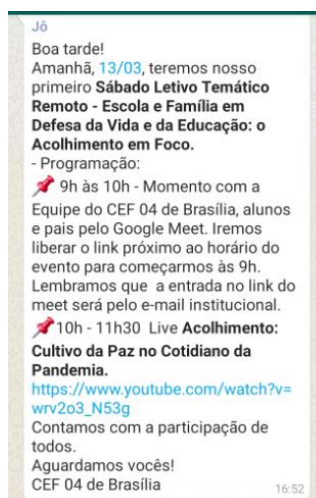 Jô
Boa tarde!
Amanhã, 13/03, teremos nosso
primeiro Sábado Letivo Temático
Remoto - Escola e Família em
Defesa da Vida e da Educação: o
Acolhimento em Foco.
- Programação:
📌 9h às 10h - Momento com a
Equipe do CEF 04 de Brasília, alunos
e pais pelo Google Meet. Iremos
liberar o link próximo ao horário do
evento para começarmos às 9h.
Lembramos que a entrada no link do
meet será pelo e-mail institucional.
📌10h - 11h30 Live Acolhimento:
Cultivo da Paz no Cotidiano da
Pandemia.
https://www.youtube.com/watch?v=
wrv2o3_N53g
Contamos com a participação de
todos.
Aguardamos vocês!
CEF 04 de Brasília
16:52